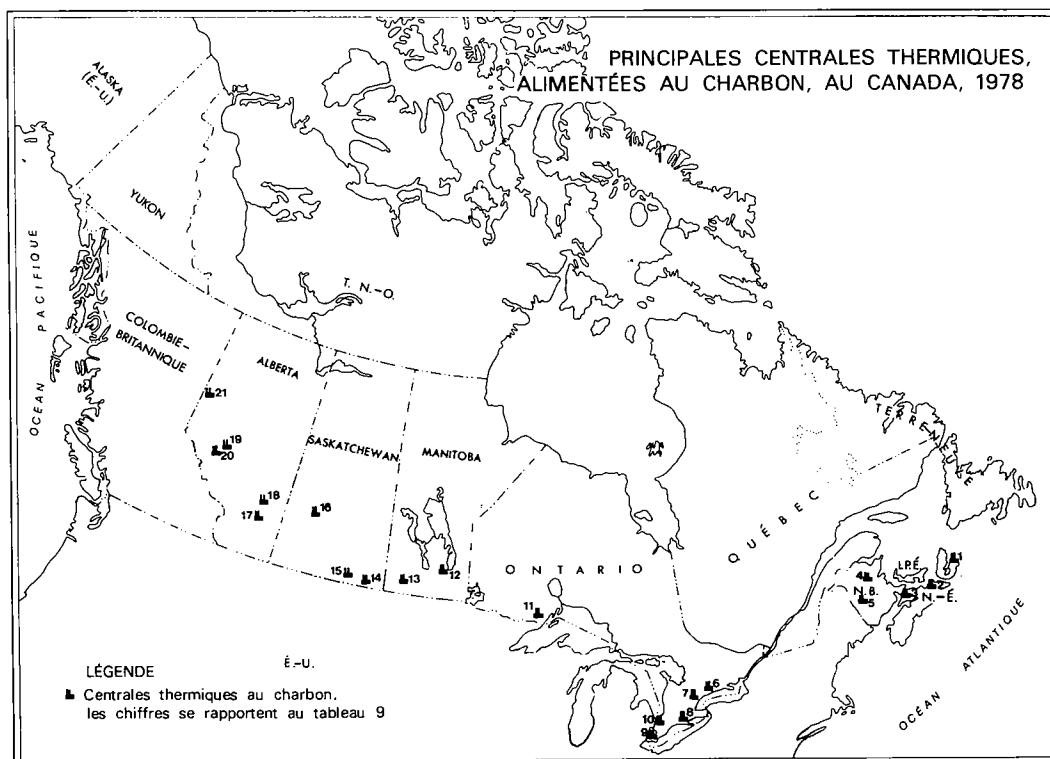 PRINCIPALES CENTRALES THERMIQUES,
ALIMENTÉES AU CHARBON, AU CANADA, 1978
ALASKA
(É.-U.)
YUKON
OCÉAN PACIFIQUE
T. N.-O.
COLOMBIE-
BRITANNIQUE
ALBERTA
SASKATCHEWAN
MANITOBA
ONTARIO
QUÉBEC
TERRE-NEUVE
I.P.É.
N.B.
N.-É.
OCÉAN ATLANTIQUE
É.-U.
21
19
20
18
17
16
15
14
13
12
11
10
9
8
7
6
5
4
3
2
1
LÉGENDE
Centrales thermiques au charbon,
les chiffres se rapportent au tableau 9